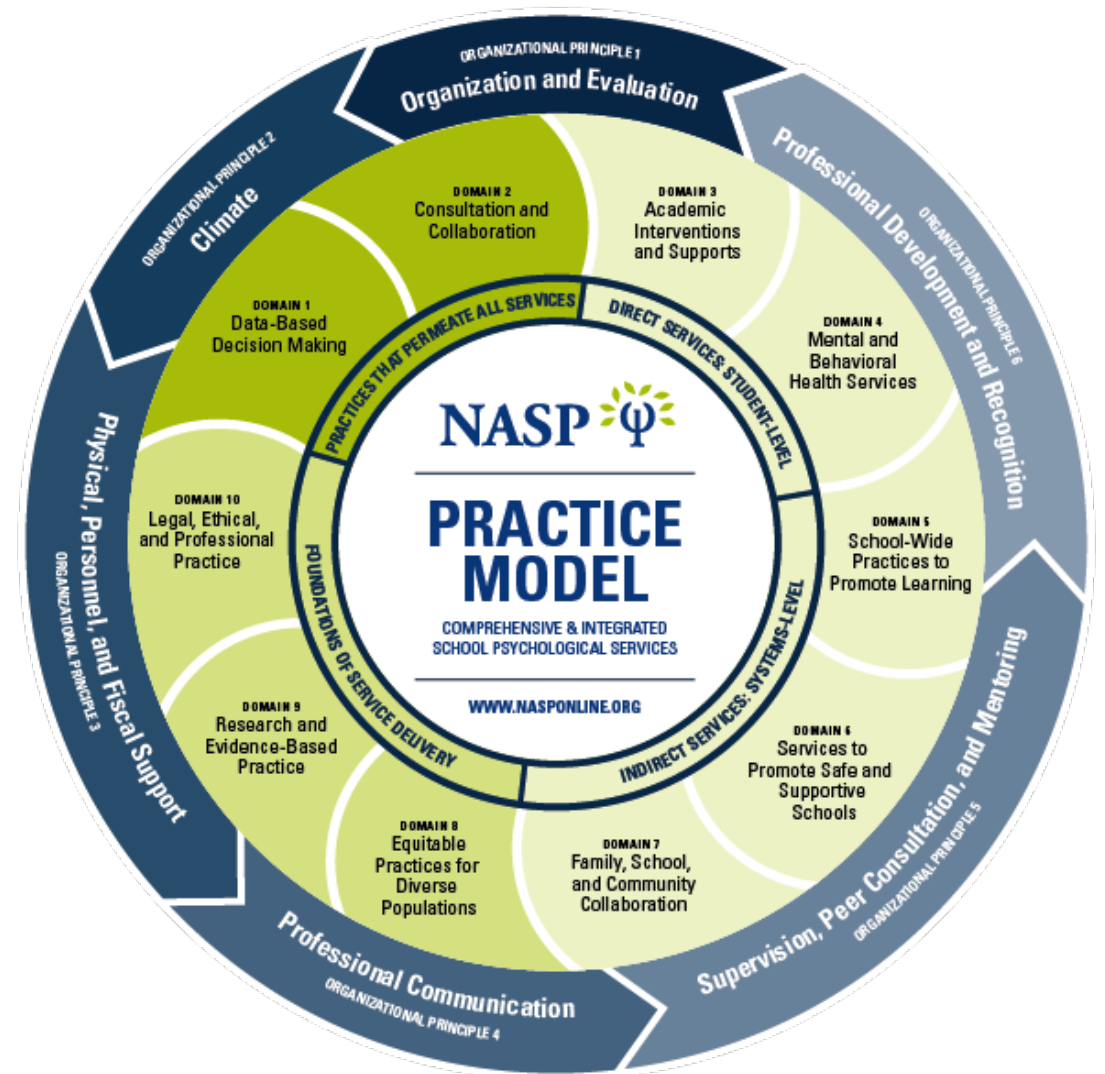 ORGANIZATIONAL PRINCIPLE 1
Organization and Evaluation
ORGANIZATIONAL PRINCIPLE 2
Climate
Physical, Personnel, and Fiscal Support
ORGANIZATIONAL PRINCIPLE 3
Professional Communication
ORGANIZATIONAL PRINCIPLE 4
Supervision, Peer Consultation, and Mentoring
ORGANIZATIONAL PRINCIPLE 5
ORGANIZATIONAL PRINCIPLE 6
Professional Development and Recognition
PRACTICES THAT PERMEATE ALL SERVICES
DOMAIN 1
Data-Based
Decision Making
DOMAIN 2
Consultation and
Collaboration
DIRECT SERVICES: STUDENT-LEVEL
DOMAIN 3
Academic
Interventions
and Supports
DOMAIN 4
Mental and
Behavioral
Health Services
INDIRECT SERVICES: SYSTEMS-LEVEL
DOMAIN 5
School-Wide
Practices to
Promote Learning
DOMAIN 6
Services to
Promote Safe and
Supportive
Schools
DOMAIN 7
Family, School,
and Community
Collaboration
FOUNDATIONS OF SERVICE DELIVERY
DOMAIN 8
Equitable
Practices for
Diverse
Populations
DOMAIN 9
Research and
Evidence-Based
Practice
DOMAIN 10
Legal, Ethical,
and Professional
Practice
NASP
PRACTICE
MODEL
COMPREHENSIVE & INTEGRATED
SCHOOL PSYCHOLOGICAL SERVICES
WWW.NASPONLINE.ORG